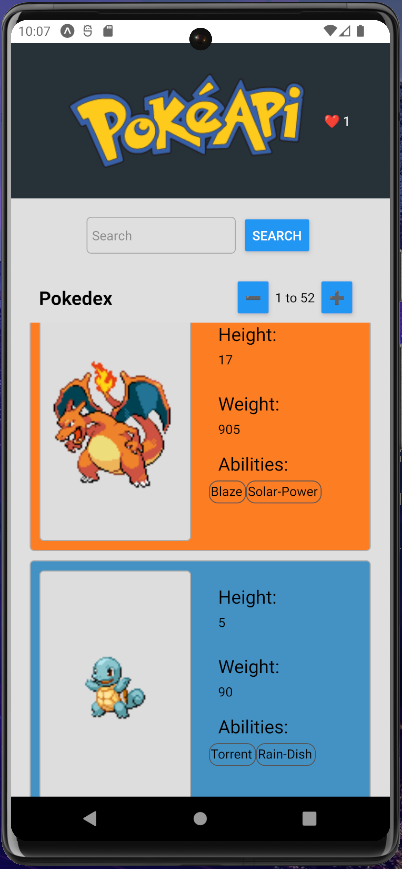 10:07
PokéApi
1
Search
SEARCH
Pokedex
1 to 52
Height:
17
Weight:
905
Abilities:
Blaze Solar-Power
Height:
5
Weight:
90
Abilities:
Torrent Rain-Dish